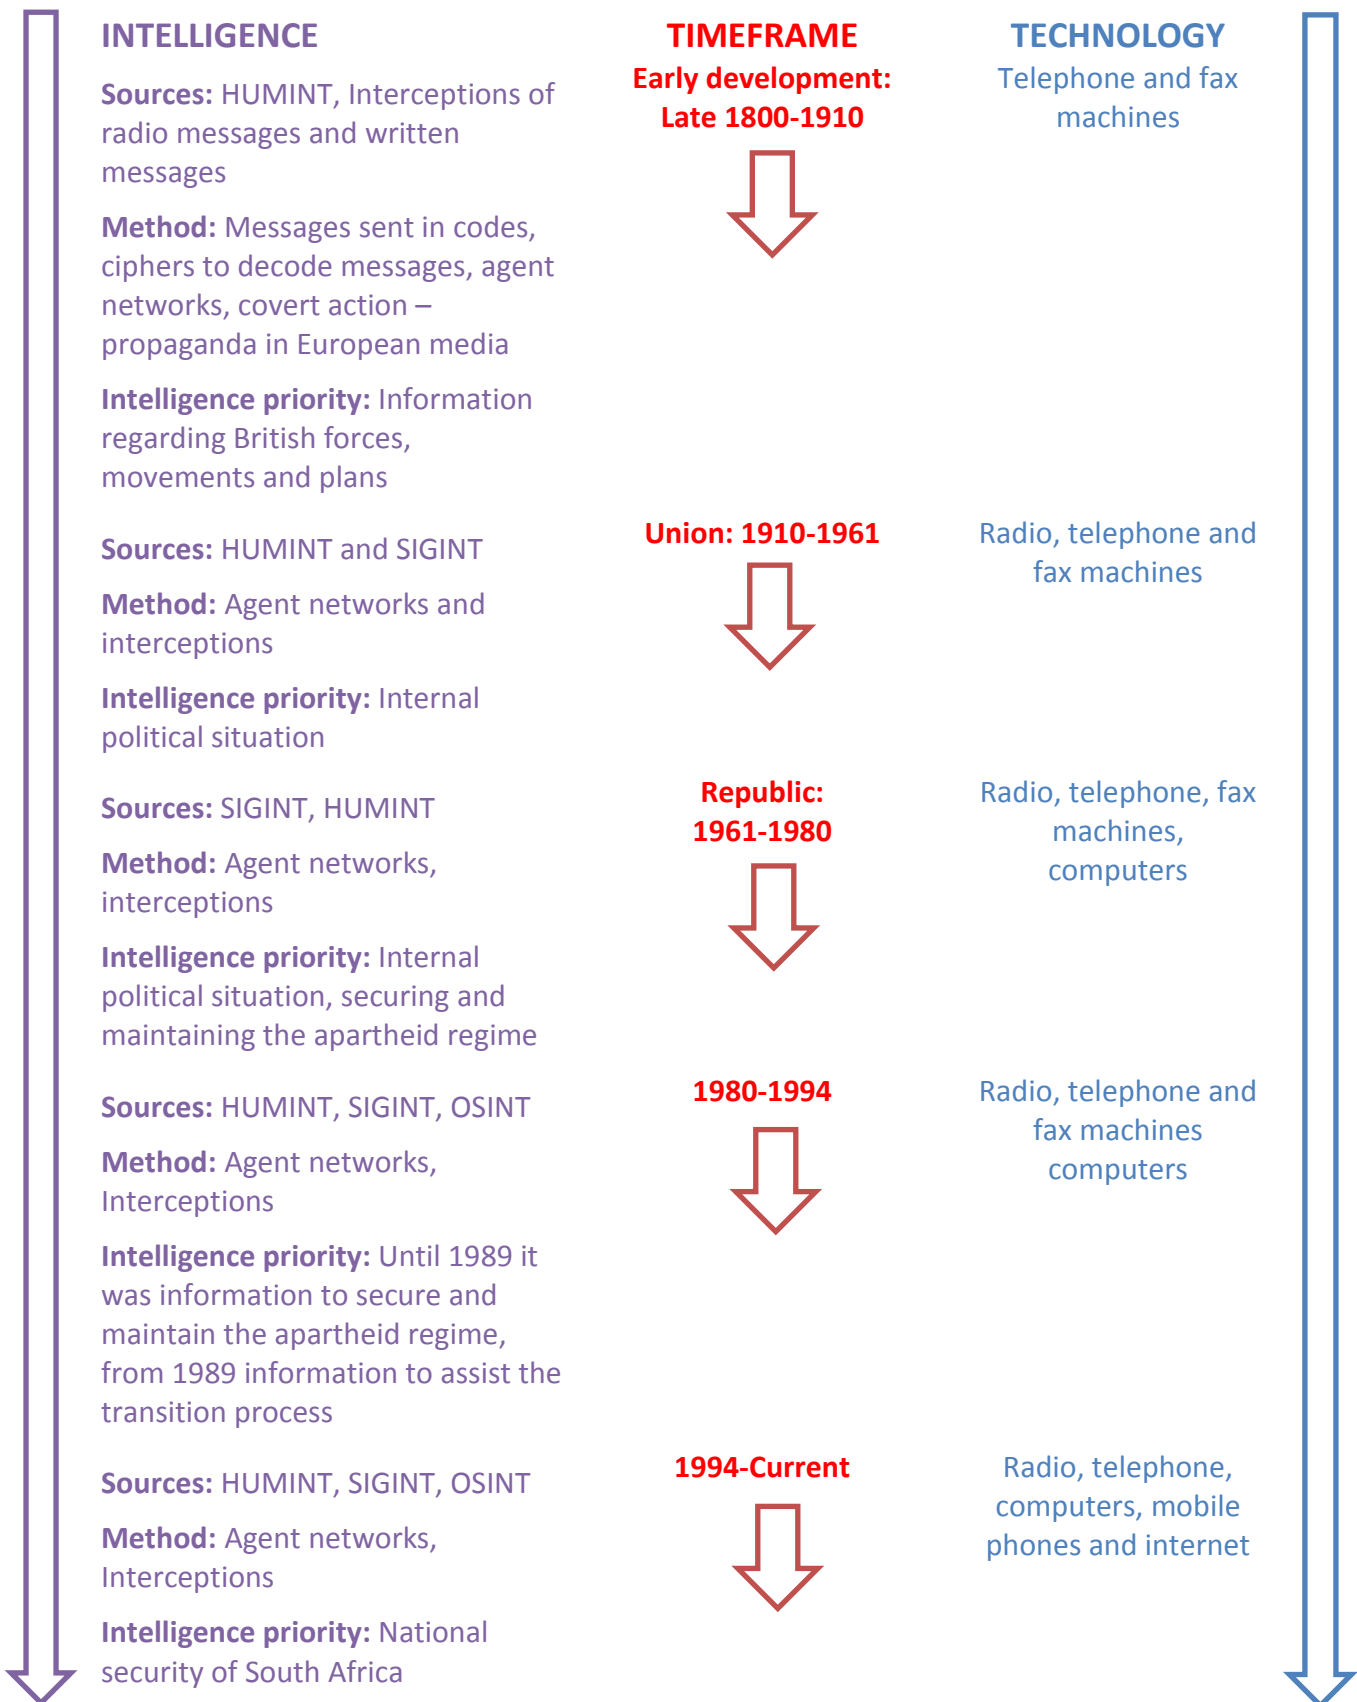 INTELLIGENCE
Sources: HUMINT, Interceptions of
radio messages and written
messages
Method: Messages sent in codes,
ciphers to decode messages, agent
networks, covert action –
propaganda in European media
Intelligence priority: Information
regarding British forces,
movements and plans
TIMEFRAME
Early development:
Late 1800-1910
TECHNOLOGY
Telephone and fax
machines
Sources: HUMINT and SIGINT
Method: Agent networks and
interceptions
Intelligence priority: Internal
political situation
Union: 1910-1961
Radio, telephone and
fax machines
Sources: SIGINT, HUMINT
Method: Agent networks,
interceptions
Intelligence priority: Internal
political situation, securing and
maintaining the apartheid regime
Republic:
1961-1980
Radio, telephone, fax
machines,
computers
Sources: HUMINT, SIGINT, OSINT
Method: Agent networks,
Interceptions
Intelligence priority: Until 1989 it
was information to secure and
maintain the apartheid regime,
from 1989 information to assist the
transition process
1980-1994
Radio, telephone and
fax machines
computers
Sources: HUMINT, SIGINT, OSINT
Method: Agent networks,
Interceptions
Intelligence priority: National
security of South Africa
1994-Current
Radio, telephone,
computers, mobile
phones and internet